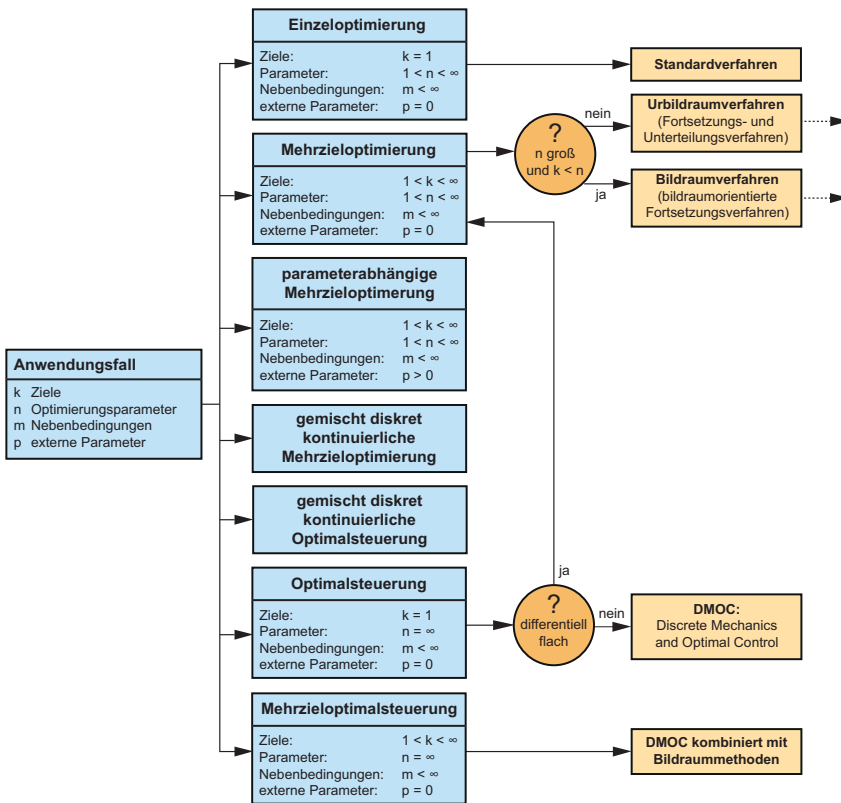 Anwendungsfall
k Ziele
n Optimierungsparameter
m Nebenbedingungen
p externe Parameter
Einzeloptimierung
Ziele: k = 1
Parameter: 1 < n < ∞
Nebenbedingungen: m < ∞
externe Parameter: p = 0
Standardverfahren
Mehrzieloptimierung
Ziele: 1 < k < ∞
Parameter: 1 < n < ∞
Nebenbedingungen: m < ∞
externe Parameter: p = 0
?
n groß
und k < n
nein
ja
Urbildraumverfahren
(Fortsetzungs- und
Unterteilungsverfahren)
Bildraumverfahren
(bildraumorientierte
Fortsetzungsverfahren)
parameterabhängige
Mehrzieloptimerung
Ziele: 1 < k < ∞
Parameter: 1 < n < ∞
Nebenbedingungen: m < ∞
externe Parameter: p > 0
gemischt diskret
kontinuierliche
Mehrzieloptimierung
gemischt diskret
kontinuierliche
Optimalsteuerung
Optimalsteuerung
Ziele: k = 1
Parameter: n = ∞
Nebenbedingungen: m < ∞
externe Parameter: p = 0
ja
?
differentiell
flach
nein
DMOC:
Discrete Mechanics
and Optimal Control
Mehrzieloptimalsteuerung
Ziele: 1 < k < ∞
Parameter: n = ∞
Nebenbedingungen: m < ∞
externe Parameter: p = 0
DMOC kombiniert mit
Bildraummethoden